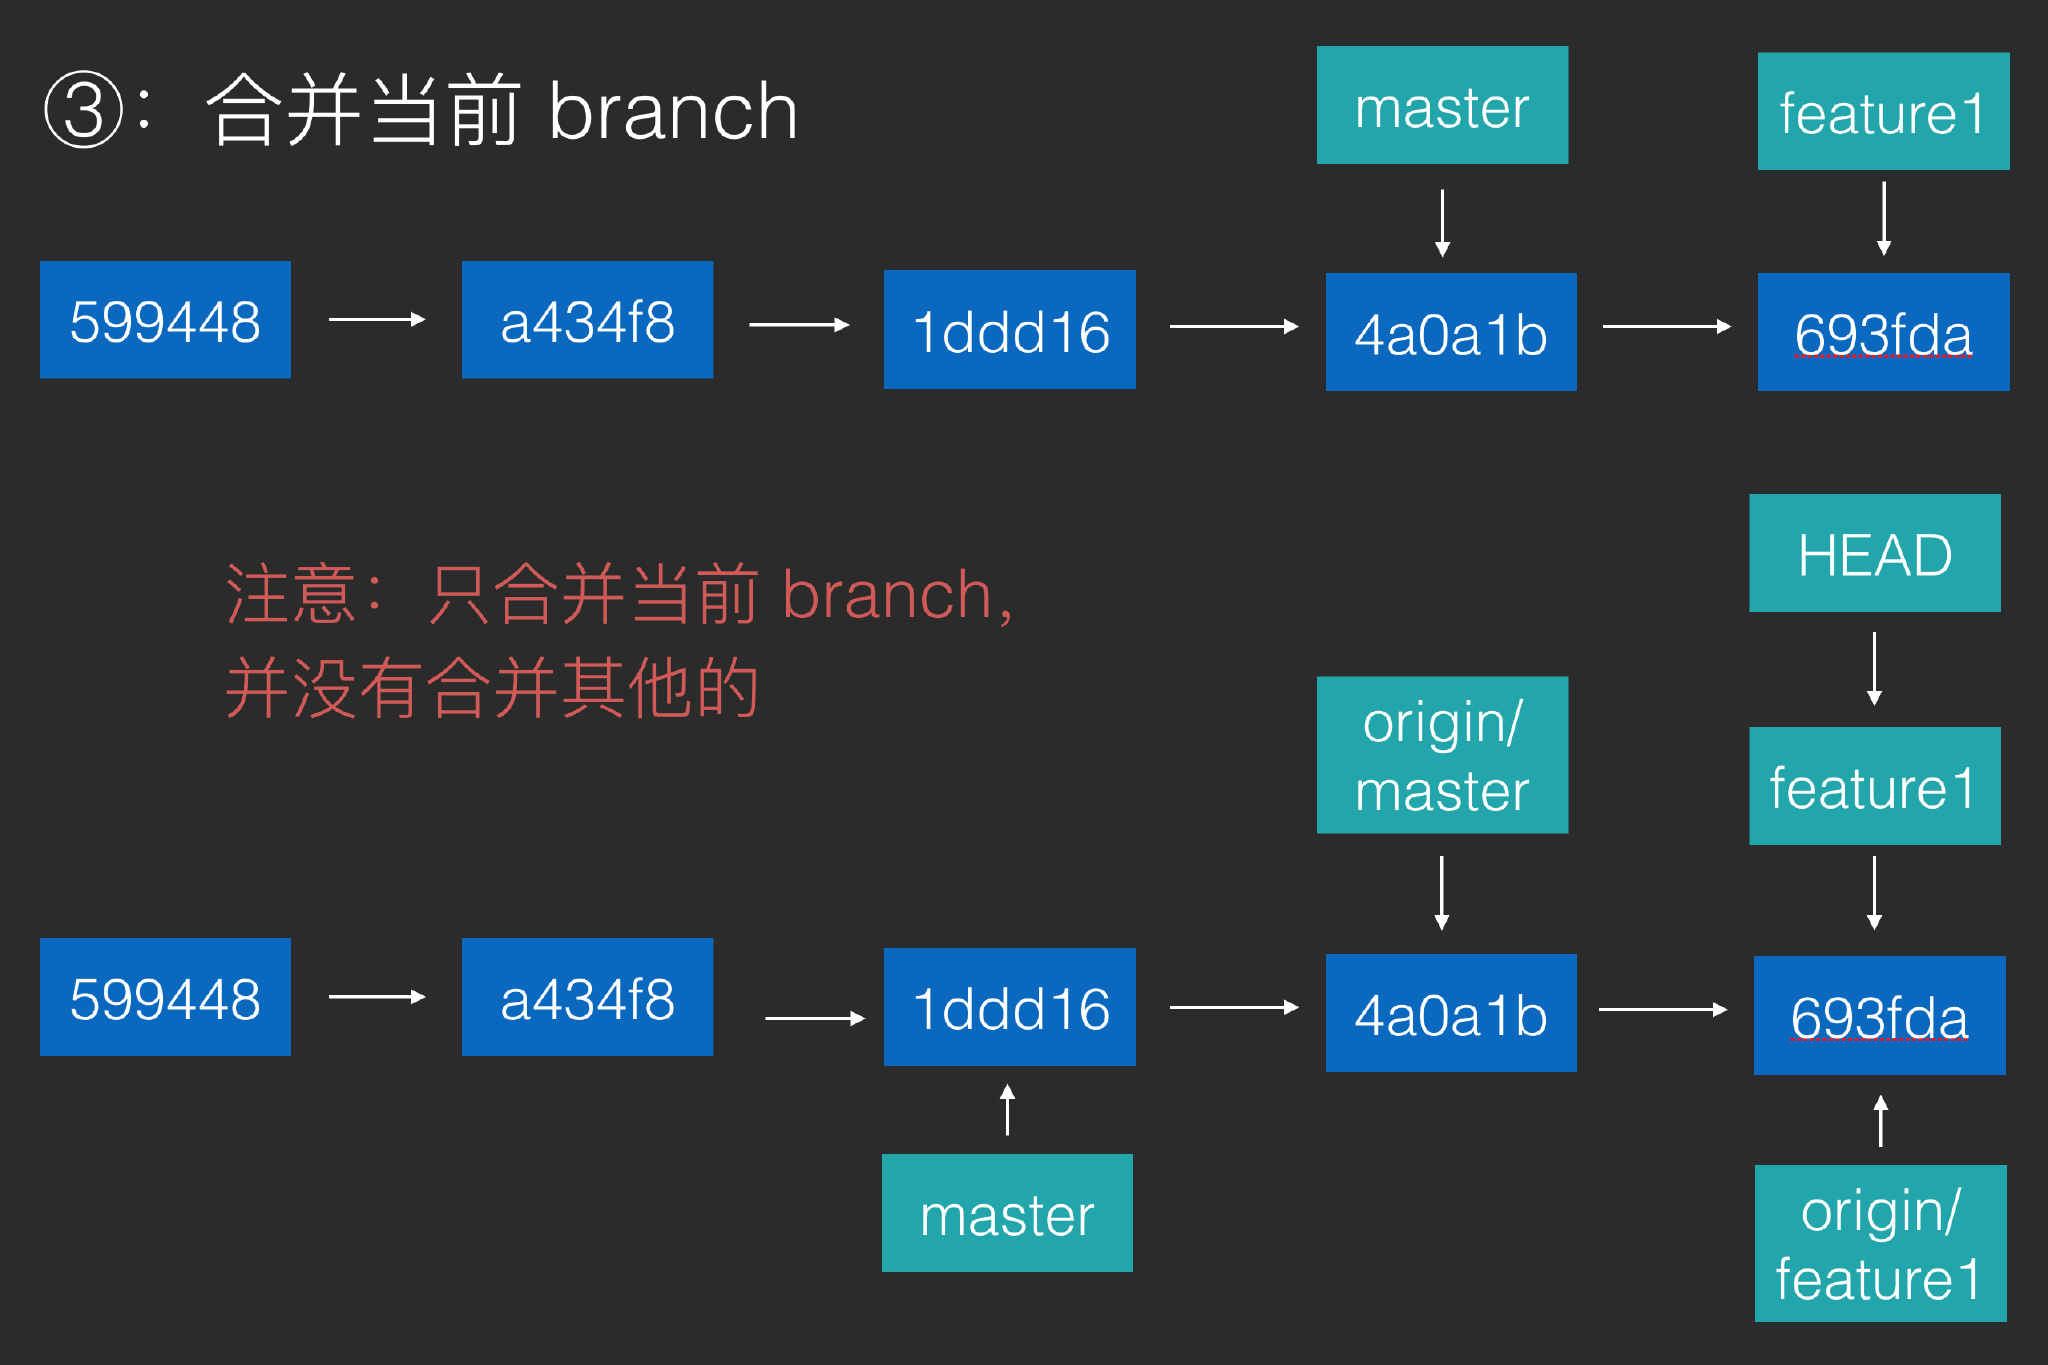 ③：合并当前 branch
master
feature1
599448
a434f8
1ddd16
4a0a1b
693fda
注意：只合并当前 branch，
并没有合并其他的
HEAD
origin/
master
feature1
599448
a434f8
1ddd16
4a0a1b
693fda
master
origin/
feature1